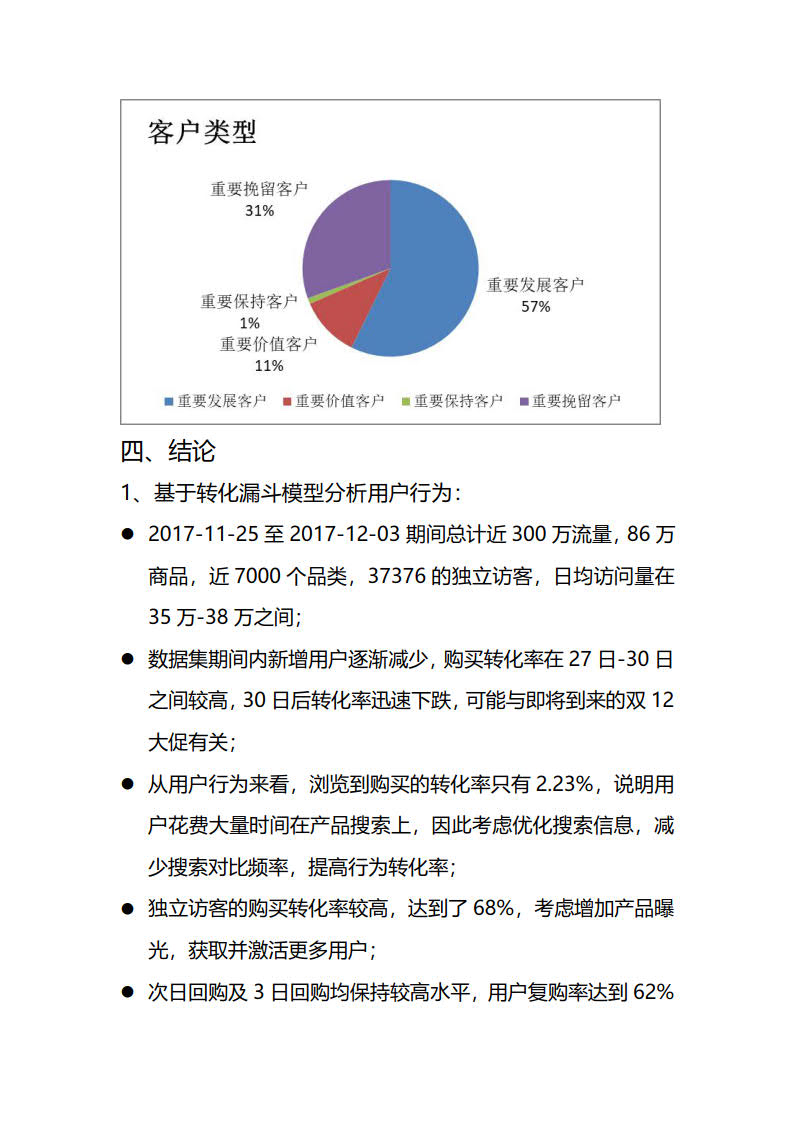 客户类型
重要挽留客户
31%
重要发展客户
57%
重要保持客户
1%
重要价值客户
11%
重要发展客户 重要价值客户 重要保持客户 重要挽留客户
四、结论
1、基于转化漏斗模型分析用户行为：
● 2017-11-25 至 2017-12-03 期间总计近 300 万流量，86 万
商品，近 7000 个品类，37376 的独立访客，日均访问量在
35 万-38 万之间；
● 数据集期间内新增用户逐渐减少，购买转化率在 27 日-30 日
之间较高，30 日后转化率迅速下跌，可能与即将到来的双 12
大促有关；
● 从用户行为来看，浏览到购买的转化率只有 2.23%，说明用
户花费大量时间在产品搜索上，因此考虑优化搜索信息，减
少搜索对比频率，提高行为转化率；
● 独立访客的购买转化率较高，达到了 68%，考虑增加产品曝
光，获取并激活更多用户；
● 次日回购及 3 日回购均保持较高水平，用户复购率达到 62%